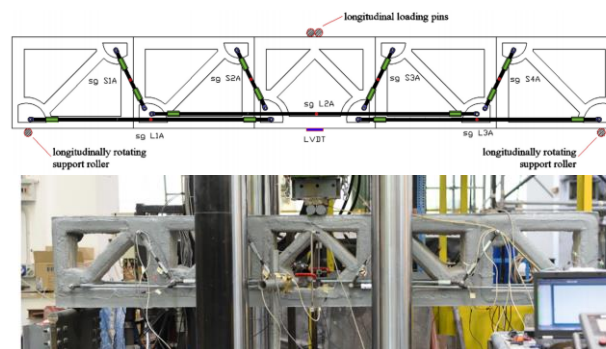 longitudinal loading pins
sg S1A
sg S2A
sg L2A
sg S3A
sg S4A
sg L1A
sg L3A
LVDT
longitudinally rotating
support roller
longitudinally rotating
support roller